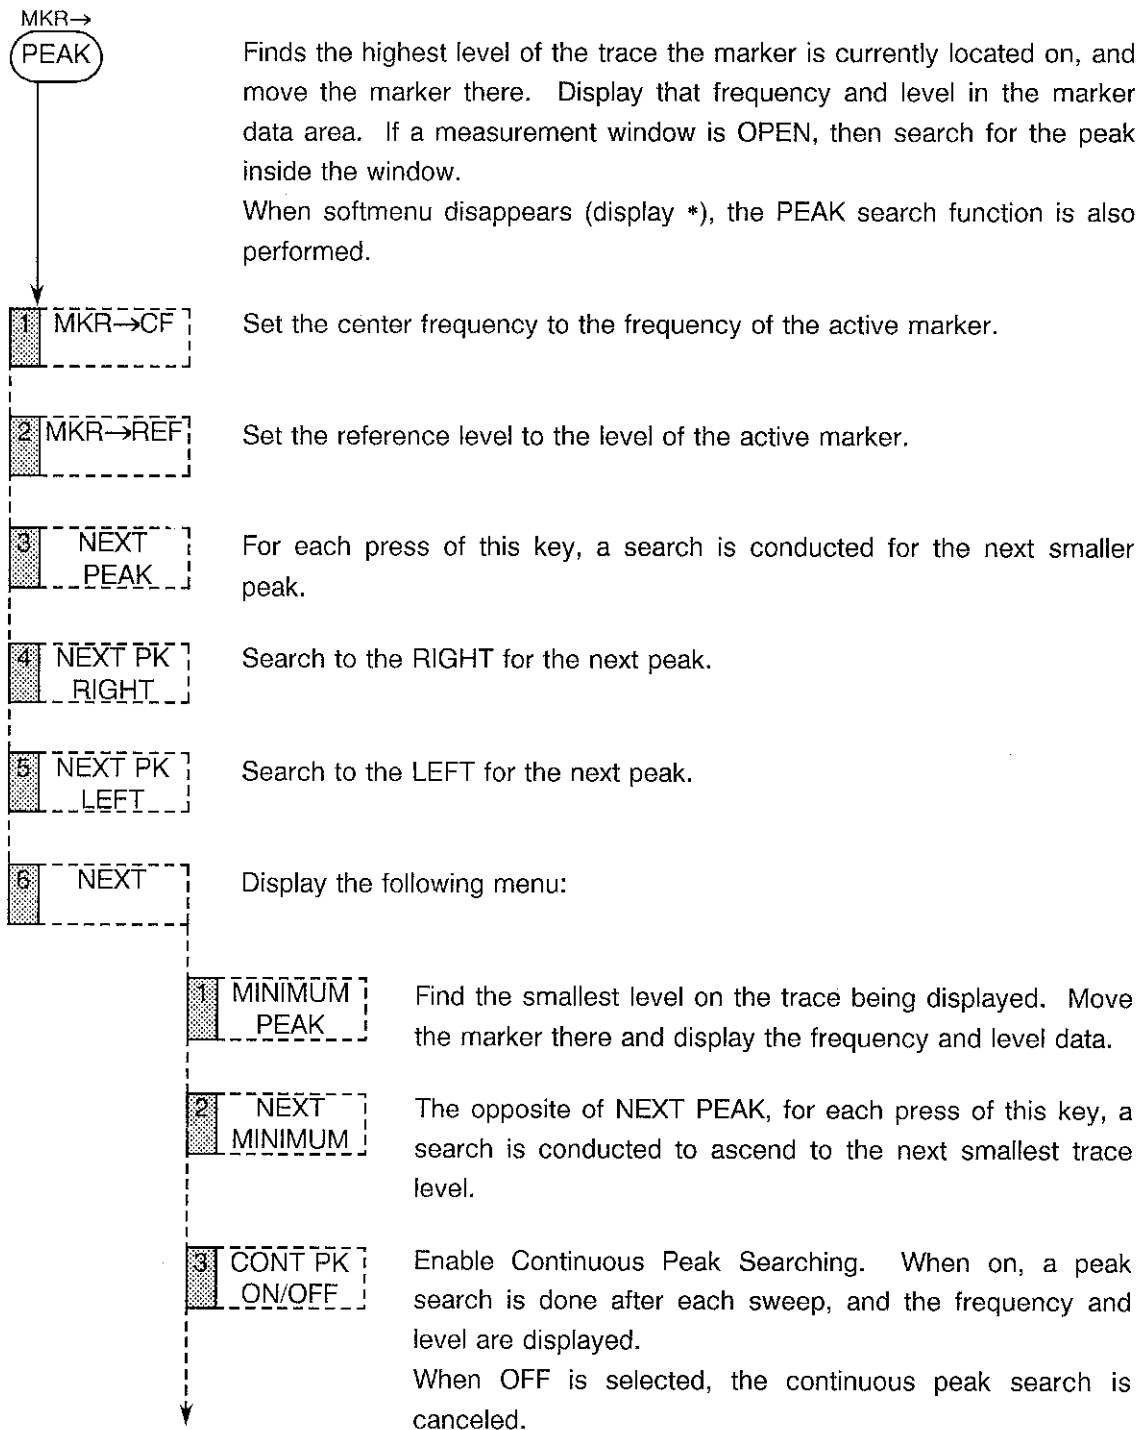 MKR→
PEAK
Finds the highest level of the trace the marker is currently located on, and
move the marker there. Display that frequency and level in the marker
data area. If a measurement window is OPEN, then search for the peak
inside the window.
When softmenu disappears (display *), the PEAK search function is also
performed.
1 MKR→CF
Set the center frequency to the frequency of the active marker.
2 MKR→REF
Set the reference level to the level of the active marker.
3 NEXT
PEAK
For each press of this key, a search is conducted for the next smaller
peak.
4 NEXT PK
RIGHT
Search to the RIGHT for the next peak.
5 NEXT PK
LEFT
Search to the LEFT for the next peak.
6 NEXT
Display the following menu:
1 MINIMUM
PEAK
Find the smallest level on the trace being displayed. Move
the marker there and display the frequency and level data.
2 NEXT
MINIMUM
The opposite of NEXT PEAK, for each press of this key, a
search is conducted to ascend to the next smallest trace
level.
3 CONT PK
ON/OFF
Enable Continuous Peak Searching. When on, a peak
search is done after each sweep, and the frequency and
level are displayed.
When OFF is selected, the continuous peak search is
canceled.